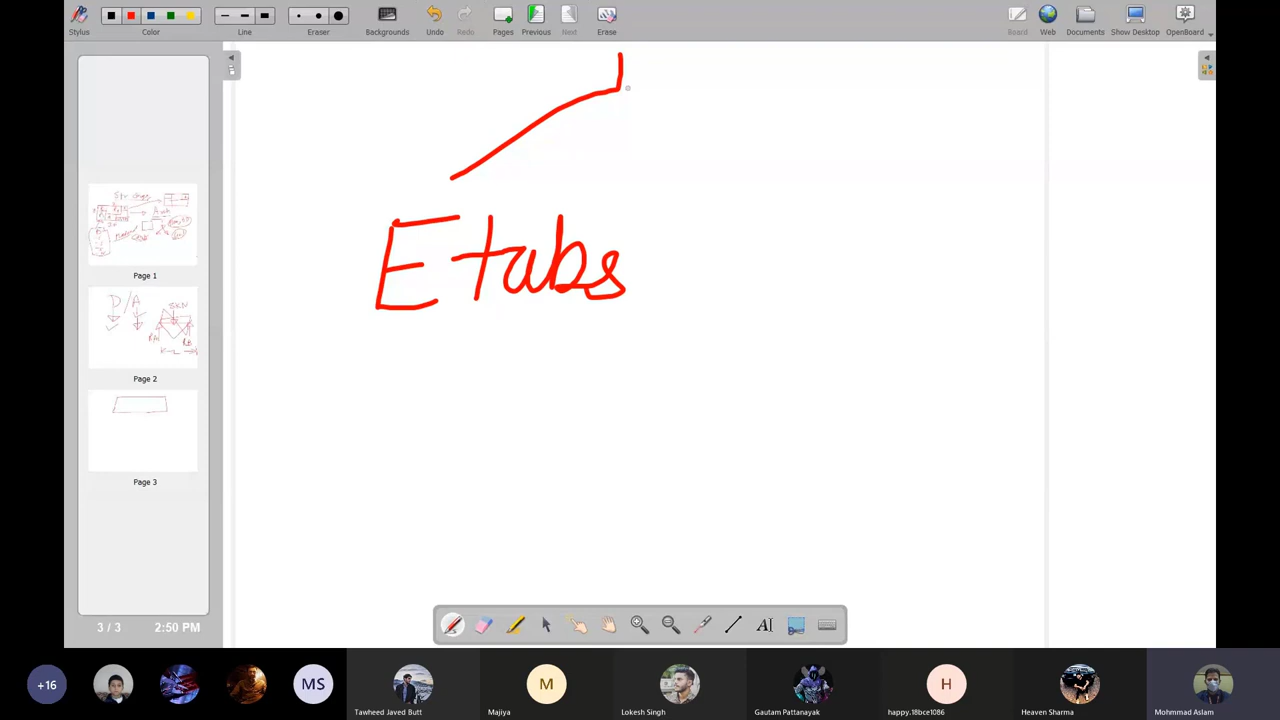 Stylus Color Line Eraser Backgrounds Undo Redo Pages Previous Next Erase Board Web Documents Show Desktop OpenBoard
Page 1
P/A
Page 2
Page 3
3 / 3 2:50 PM
Etabs
+16 MS M H
Tawheed Javed Butt Majiya Lokesh Singh Gautam Pattanayak happy.18bce1086 Heaven Sharma Mohmmad Aslam